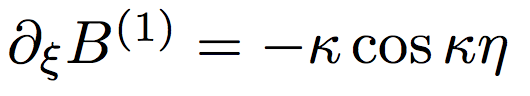 ∂_ξ B^{(1)} = −κ cos κη